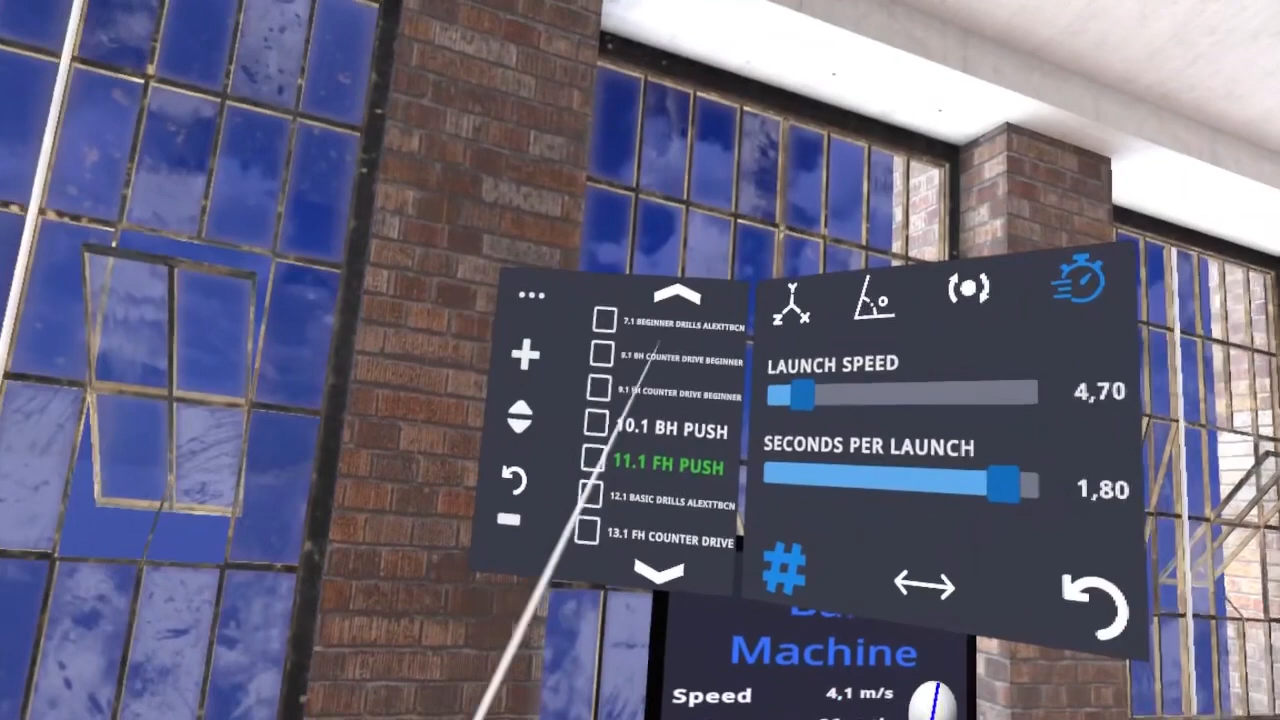 7.1 BEGINNER DRILLS ALEXTTBCN
8.1 BH COUNTER DRIVE BEGINNER
9.1 FH COUNTER DRIVE BEGINNER
10.1 BH PUSH
11.1 FH PUSH
12.1 BASIC DRILLS ALEXTTBCN
13.1 FH COUNTER DRIVE
Y
Z X
LAUNCH SPEED
4,70
SECONDS PER LAUNCH
1,80
#
Machine
Speed 4,1 m/s